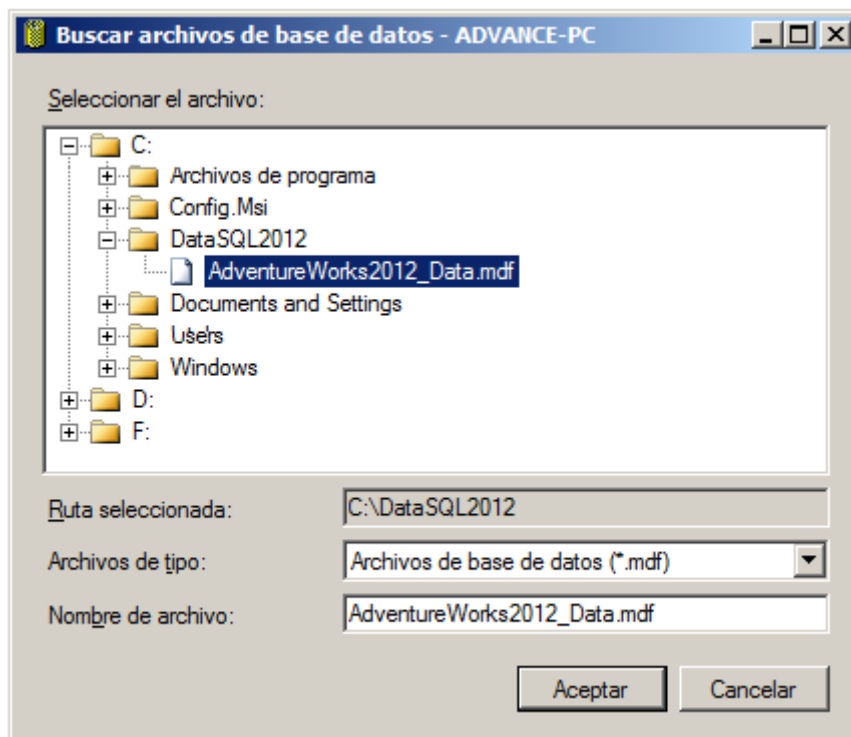 Buscar archivos de base de datos - ADVANCE-PC
Seleccionar el archivo:
C:
Archivos de programa
Config.Msi
DataSQL2012
AdventureWorks2012_Data.mdf
Documents and Settings
Users
Windows
D:
F:
Ruta seleccionada: C:\DataSQL2012
Archivos de tipo: Archivos de base de datos (*.mdf)
Nombre de archivo: AdventureWorks2012_Data.mdf
Aceptar Cancelar